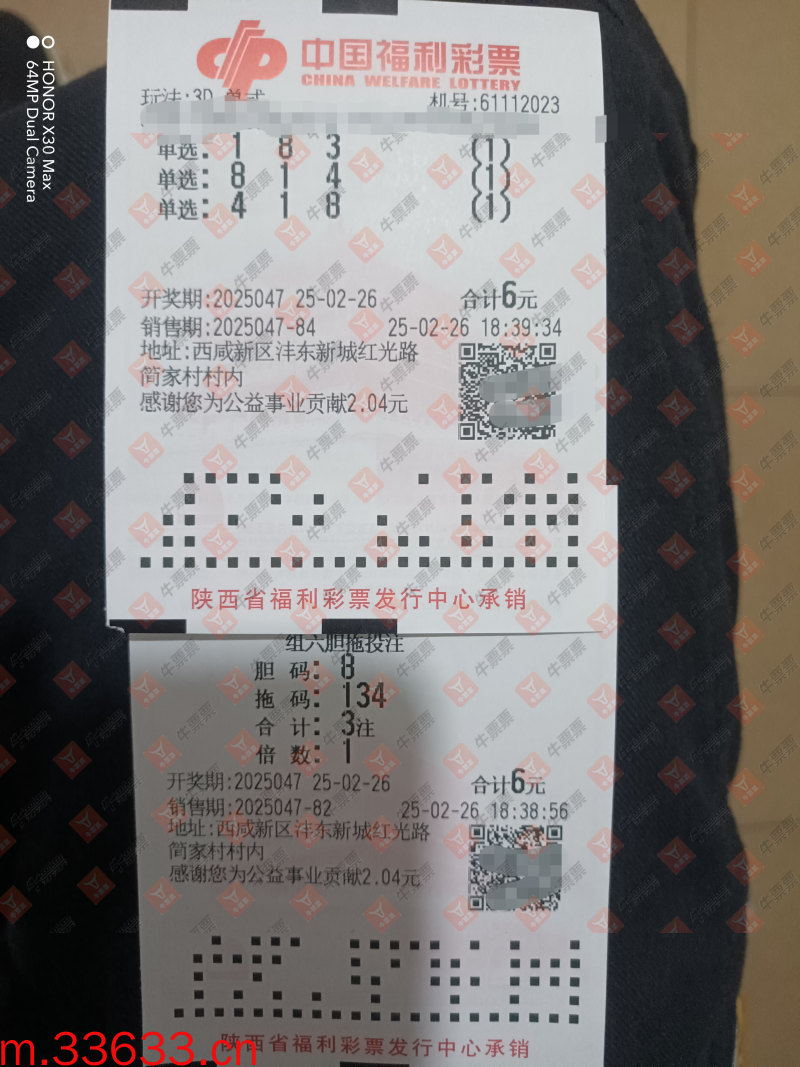 HONOR X30 Max
64MP Dual Camera
中国福利彩票
CHINA WELFARE LOTTERY
玩法:3D 单式 机号:61112023
单选: 1 8 3 (1)
单选: 8 1 4 (1)
单选: 4 1 8 (1)
开奖期:2025047 25-02-26 合计6元
销售期:2025047-84 25-02-26 18:39:34
地址:西咸新区沣东新城红光路
简家村村内
感谢您为公益事业贡献2.04元
陕西省福利彩票发行中心承销
组六胆拖投注
胆 码: 8
拖 码: 134
合 计: 3注
倍 数: 1
开奖期:2025047 25-02-26 合计6元
销售期:2025047-82 25-02-26 18:38:56
地址:西咸新区沣东新城红光路
简家村村内
感谢您为公益事业贡献2.04元
陕西省福利彩票发行中心承销
m.33633.cn
牛票票